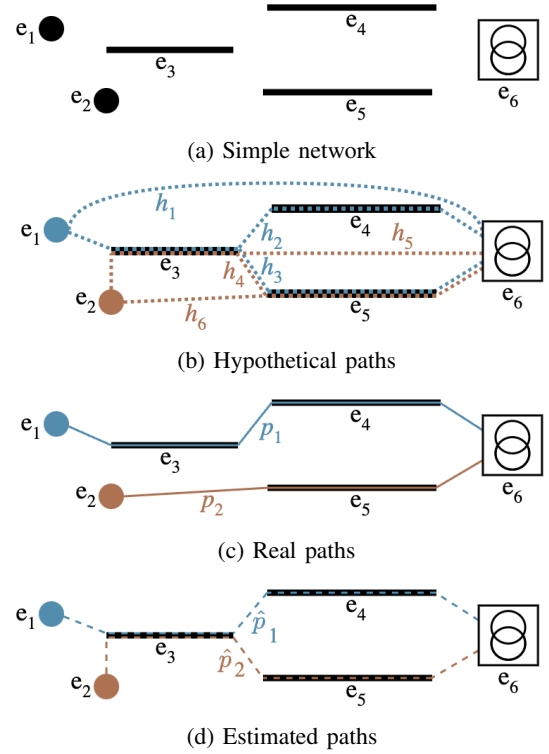 e₁
e₂
e₃
e₄
e₅
e₆
(a) Simple network
e₁
e₂
e₃
e₄
e₅
e₆
h₁
h₂
h₃
h₄
h₅
h₆
(b) Hypothetical paths
e₁
e₂
e₃
e₄
e₅
e₆
p₁
p₂
(c) Real paths
e₁
e₂
e₃
e₄
e₅
e₆
p̂₁
p̂₂
(d) Estimated paths